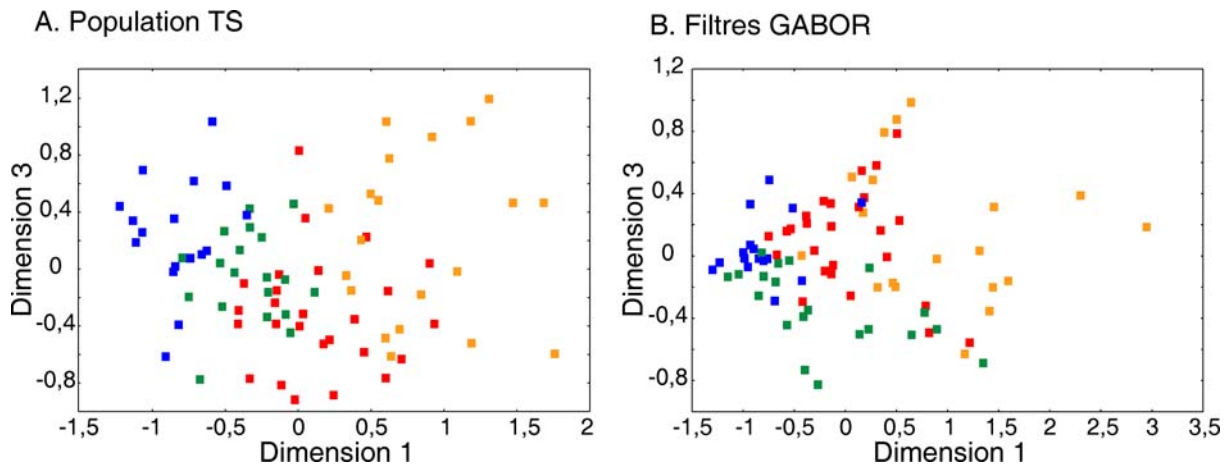 A. Population TS
1,2
0,8
0,4
0
-0,4
-0,8
Dimension 3
-1,5 -1 -0,5 0 0,5 1 1,5 2
Dimension 1
B. Filtres GABOR
1,2
0,8
0,4
0
-0,4
-0,8
Dimension 3
-1,5 -1 -0,5 0 0,5 1 1,5 2 2,5 3 3,5
Dimension 1